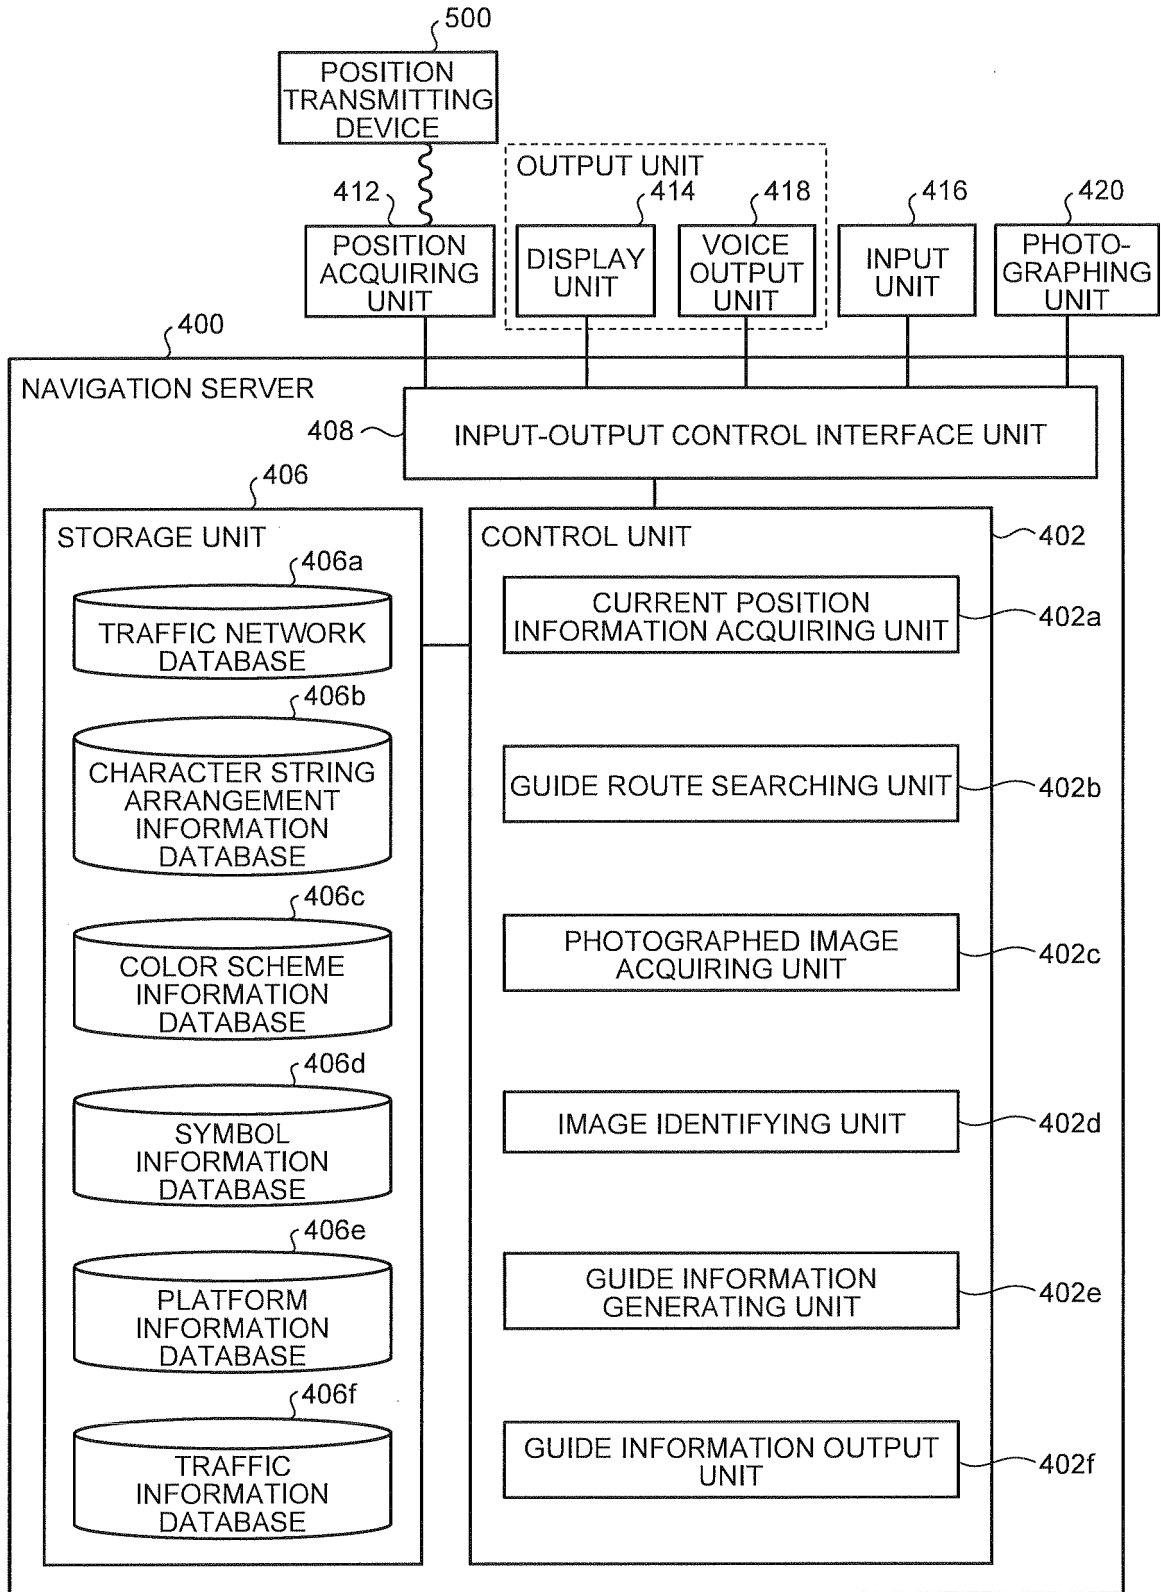 500
POSITION
TRANSMITTING
DEVICE
OUTPUT UNIT
412
414
418
416
420
POSITION
ACQUIRING
UNIT
DISPLAY
UNIT
VOICE
OUTPUT
UNIT
INPUT
UNIT
PHOTO-
GRAPHING
UNIT
400
NAVIGATION SERVER
408
INPUT-OUTPUT CONTROL INTERFACE UNIT
406
STORAGE UNIT
406a
TRAFFIC NETWORK
DATABASE
406b
CHARACTER STRING
ARRANGEMENT
INFORMATION
DATABASE
406c
COLOR SCHEME
INFORMATION
DATABASE
406d
SYMBOL
INFORMATION
DATABASE
406e
PLATFORM
INFORMATION
DATABASE
406f
TRAFFIC
INFORMATION
DATABASE
CONTROL UNIT
402
CURRENT POSITION
INFORMATION ACQUIRING UNIT
402a
GUIDE ROUTE SEARCHING UNIT
402b
PHOTOGRAPHED IMAGE
ACQUIRING UNIT
402c
IMAGE IDENTIFYING UNIT
402d
GUIDE INFORMATION
GENERATING UNIT
402e
GUIDE INFORMATION OUTPUT
UNIT
402f